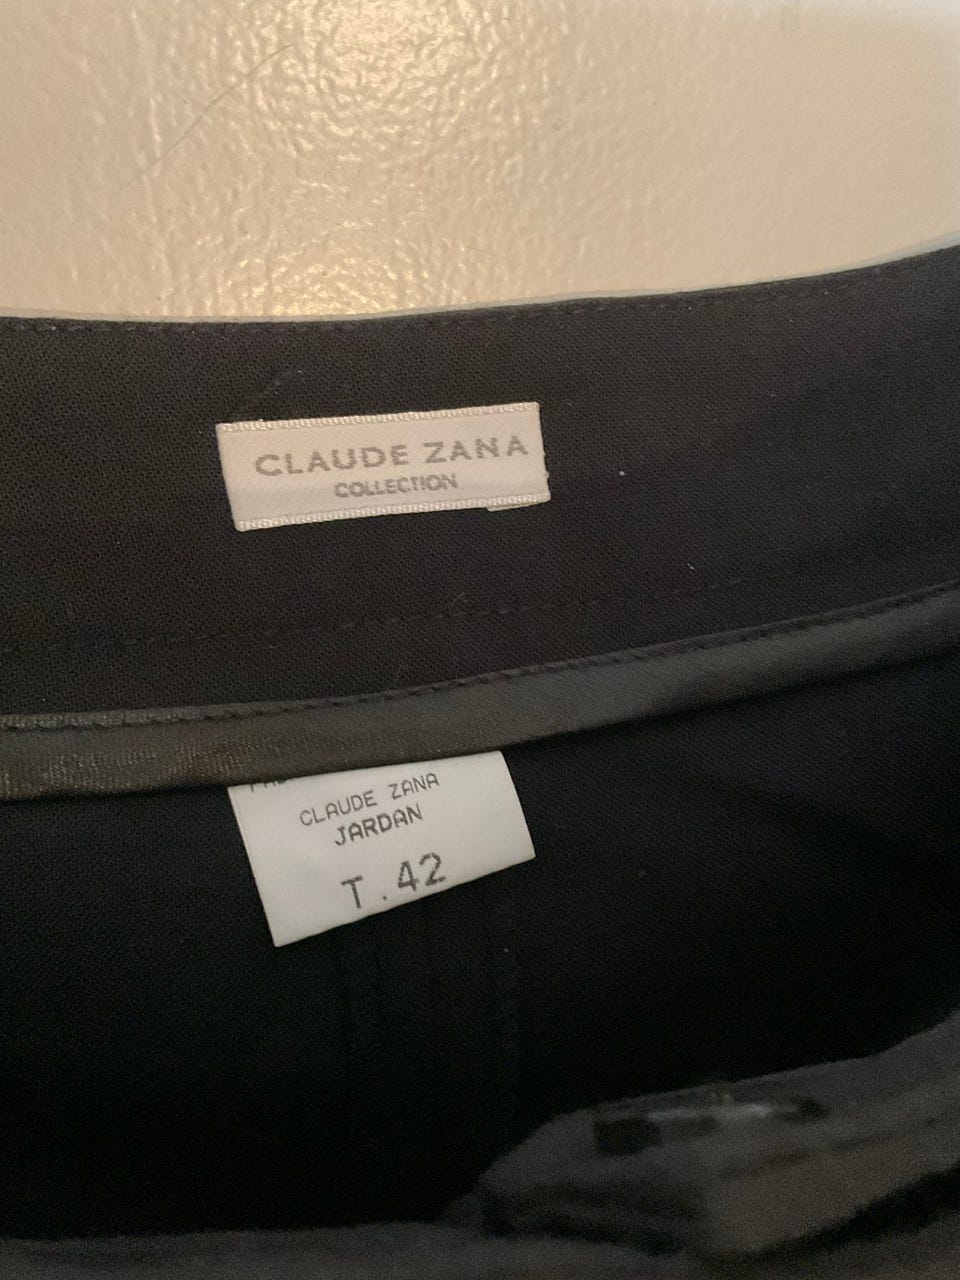 CLAUDE ZANA
COLLECTION
CLAUDE ZANA
JARDAN
T.42